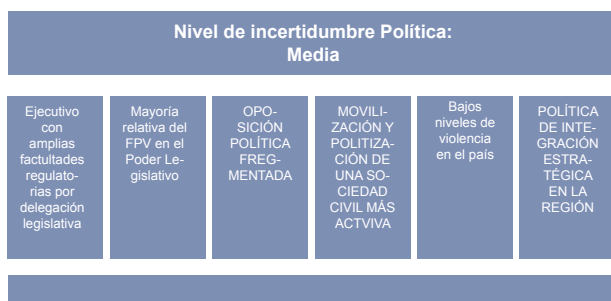 Nivel de incertidumbre Política:
Media
Ejecutivo
con
amplias
factultades
regulato-
rias por
delegación
legislativa
Mayoría
relativa del
FPV en el
Poder Le-
gislativo
OPO-
SICIÓN
POLÍTICA
FREG-
MENTADA
MOVILI-
ZACIÓN Y
POLITIZA-
CIÓN DE
UNA SO-
CIEDAD
CIVIL MÁS
ACTVIVA
Bajos
niveles de
violencia
en el país
POLÍTICA
DE INTE-
GRACIÓN
ESTRA-
TÉGICA
EN LA
REGIÓN